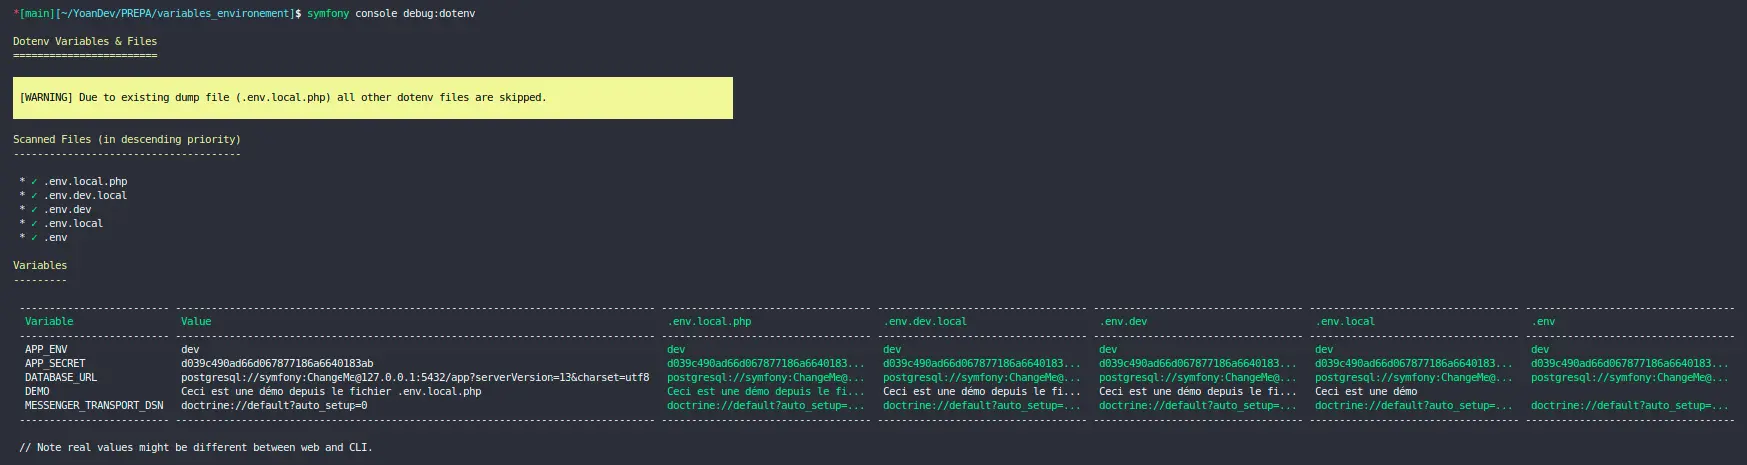 *[main][~/YoanDev/PREPA/variables_environement]$ symfony console debug:dotenv
Dotenv Variables & Files
========================
[WARNING] Due to existing dump file (.env.local.php) all other dotenv files are skipped.
Scanned Files (in descending priority)
--------------------------------------
* ✓ .env.local.php
* ✓ .env.dev.local
* ✓ .env.dev
* ✓ .env.local
* ✓ .env
Variables
---------
Variable Value .env.local.php .env.dev.local .env.dev .env.local .env
APP_ENV dev dev dev dev dev dev
APP_SECRET d039c490ad66d067877186a6640183ab d039c490ad66d067877186a6640183... d039c490ad66d067877186a6640183... d039c490ad66d067877186a6640183... d039c490ad66d067877186a6640183... d039c490ad66d067877186a6640183...
DATABASE_URL postgresql://symfony:ChangeMe@127.0.0.1:5432/app?serverVersion=13&charset=utf8 postgresql://symfony:ChangeMe@... postgresql://symfony:ChangeMe@... postgresql://symfony:ChangeMe@... postgresql://symfony:ChangeMe@... postgresql://symfony:ChangeMe@...
DEMO Ceci est une démo depuis le fichier .env.local.php Ceci est une démo depuis le fi... Ceci est une démo depuis le fi... Ceci est une démo depuis le fi... Ceci est une démo
MESSENGER_TRANSPORT_DSN doctrine://default?auto_setup=0 doctrine://default?auto_setup=... doctrine://default?auto_setup=... doctrine://default?auto_setup=... doctrine://default?auto_setup=... doctrine://default?auto_setup=...
// Note real values might be different between web and CLI.